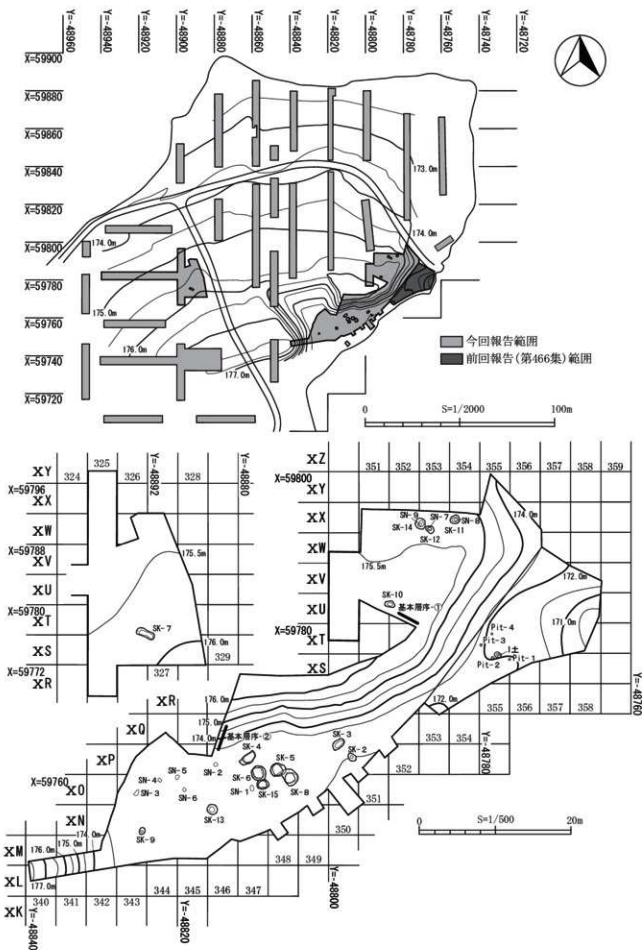 Y=-48960
Y=-48940
Y=-48920
Y=-48900
Y=-48880
Y=-48860
Y=-48840
Y=-48820
Y=-48800
Y=-48780
Y=-48760
Y=-48740
Y=-48720
X=59900
X=59880
X=59860
X=59840
X=59820
X=59800
X=59780
X=59760
X=59740
X=59720
173.0m
174.0m
174.0m
175.0m
176.0m
177.0m
今回報告範囲
前回報告(第466集)範囲
0 S=1/2000 100m
324 325 326 Y=-48892 328 Y=-48880
XY
X=59796
XX
XW
X=59788
XV
XU
X=59780
XT
XS
X=59772
XR
175.5m
SK-7
176.0m
327 329
XZ
X=59800
XY
XX
XW
XV
XU
X=59780
XT
XS
351 352 353 354 355 356 357 358 359
SN-9 SN-7 SN-8
SK-14 SK-11
SK-12
174.0m
175.5m
172.0m
SK-10
基本層序-①
171.0m
Pit-4
Pit-3
1土
Pit-2 Pit-1
172.0m
355 356 357 358
Y=-48760
353 354
Y=-48780
352
351
350
XR
176.0m
XQ
175.0m
174.0m
基本層序-②
XP
X=59760
XO
XN
XM
XL
XK
SK-3
SK-2
SK-4
SN-2
SN-5
SN-4
SK-5
SK-6
SN-3
SN-6
SN-1
SK-15
SK-8
SK-13
SK-9
174.0m
175.0m
176.0m
177.0m
348 349
344 345 346 347
340 341 342 343
Y=-48840
Y=-48820
Y=-48800
0 S=1/500 20m